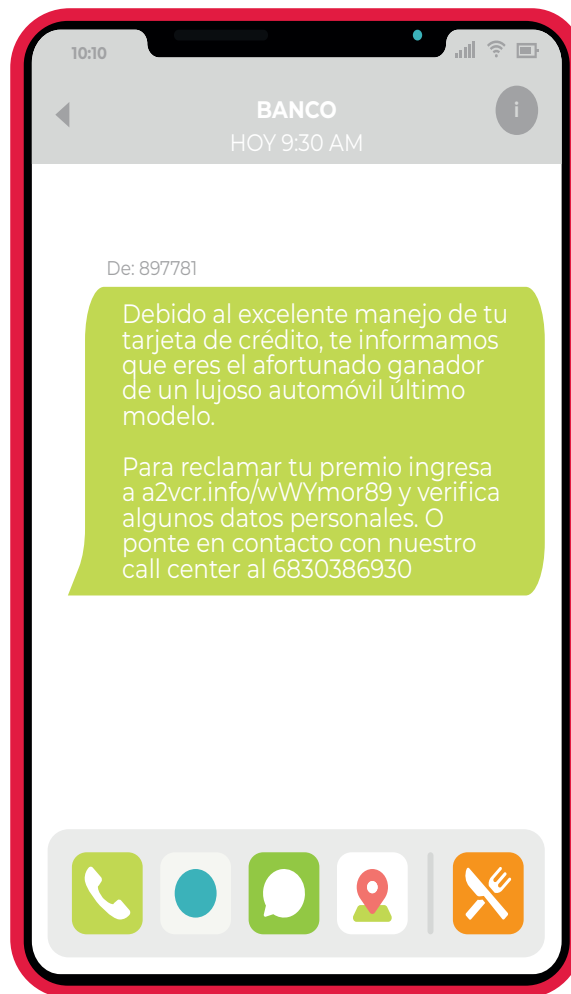 10:10
BANCO
i
HOY 9:30 AM
De: 897781
Debido al excelente manejo de tu
tarjeta de crédito, te informamos
que eres el afortunado ganador
de un lujoso automóvil último
modelo.
Para reclamar tu premio ingresa
a a2vcr.info/wWYmor89 y verifica
algunos datos personales. O
ponte en contacto con nuestro
call center al 6830386930